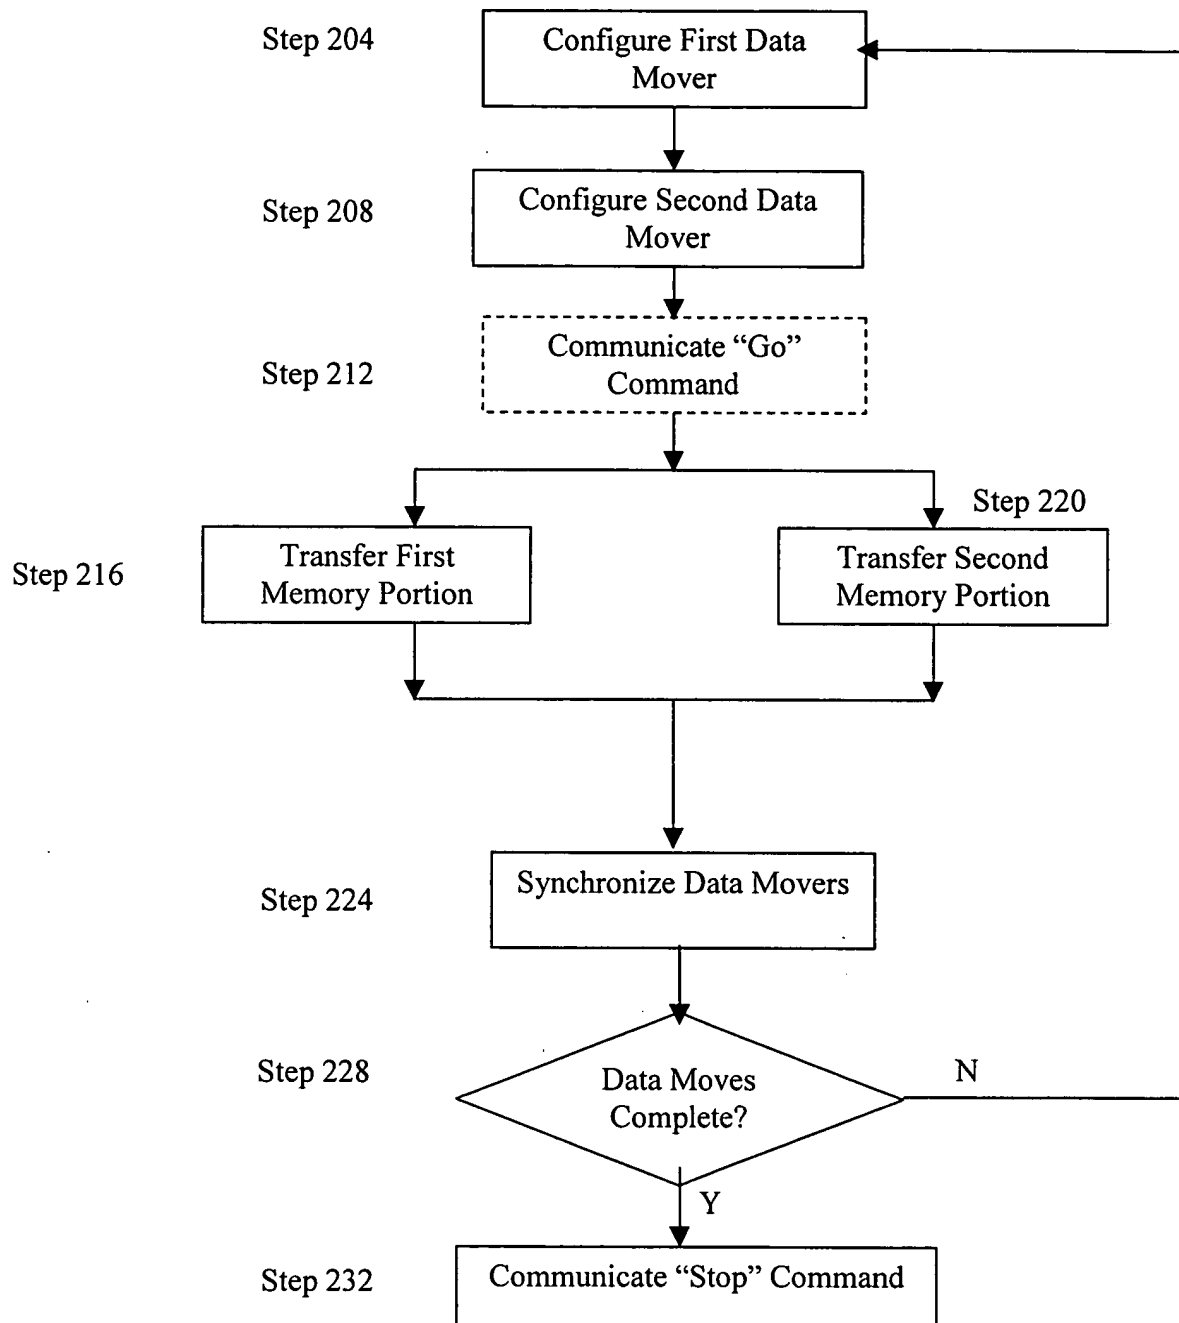 Step 204
Configure First Data
Mover
Step 208
Configure Second Data
Mover
Step 212
Communicate “Go”
Command
Step 220
Step 216
Transfer First
Memory Portion
Transfer Second
Memory Portion
Step 224
Synchronize Data Movers
Step 228
Data Moves
Complete?
N
Y
Step 232
Communicate “Stop” Command